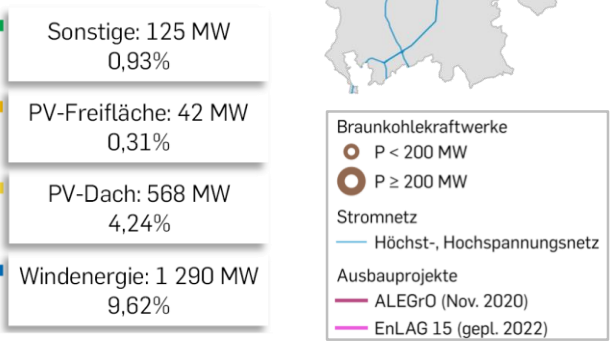 Sonstige: 125 MW
0,93%
PV-Freifläche: 42 MW
0,31%
PV-Dach: 568 MW
4,24%
Windenergie: 1 290 MW
9,62%
Braunkohlekraftwerke
P < 200 MW
P ≥ 200 MW
Stromnetz
Höchst-, Hochspannungsnetz
Ausbauprojekte
ALEGrO (Nov. 2020)
EnLAG 15 (gepl. 2022)